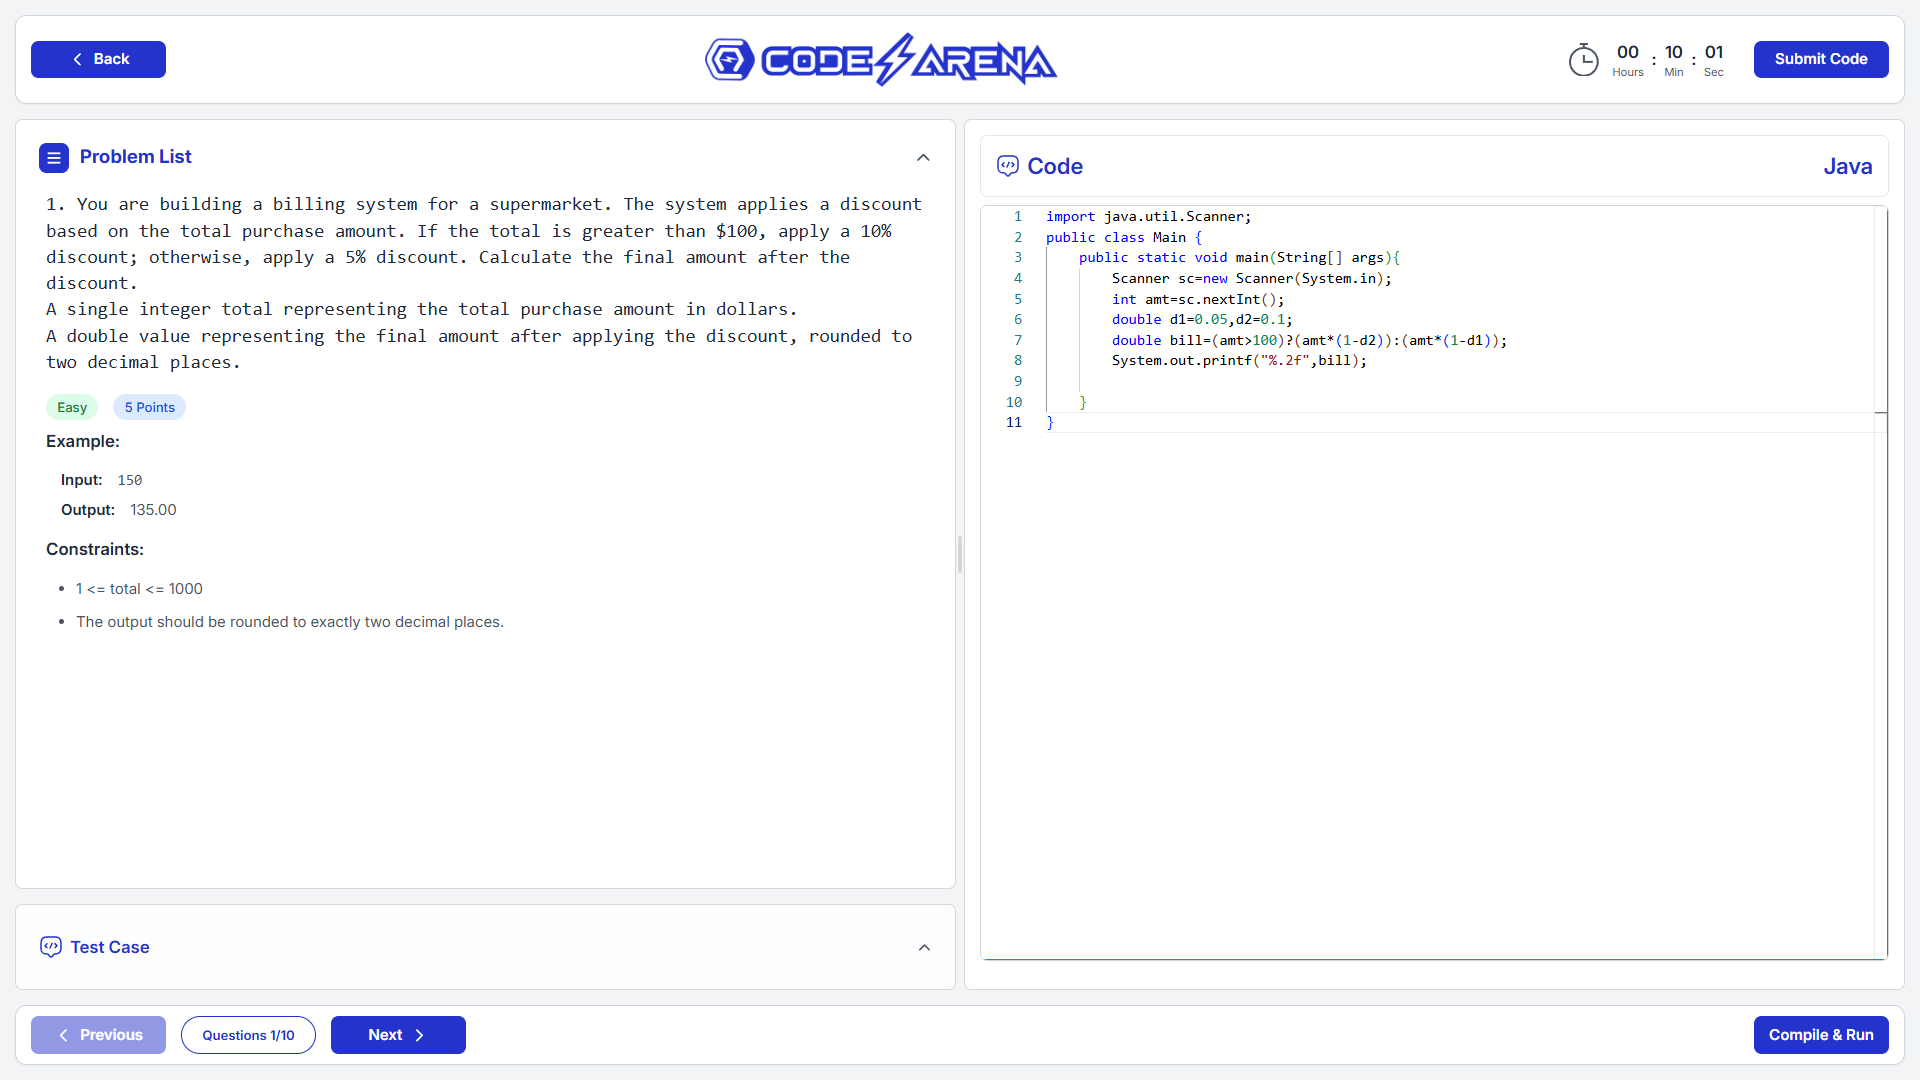 Back
CODE ARENA
00 : 10 : 01
Hours Min Sec
Submit Code
Problem List
1. You are building a billing system for a supermarket. The system applies a discount
based on the total purchase amount. If the total is greater than $100, apply a 10%
discount; otherwise, apply a 5% discount. Calculate the final amount after the
discount.
A single integer total representing the total purchase amount in dollars.
A double value representing the final amount after applying the discount, rounded to
two decimal places.
Easy 5 Points
Example:
Input: 150
Output: 135.00
Constraints:
• 1 <= total <= 1000
• The output should be rounded to exactly two decimal places.
Test Case
Code
Java
1 import java.util.Scanner;
2 public class Main {
3 public static void main(String[] args){
4 Scanner sc=new Scanner(System.in);
5 int amt=sc.nextInt();
6 double d1=0.05,d2=0.1;
7 double bill=(amt>100)?(amt*(1-d2)):(amt*(1-d1));
8 System.out.printf("%.2f",bill);
9
10 }
11 }
Previous
Questions 1/10
Next
Compile & Run